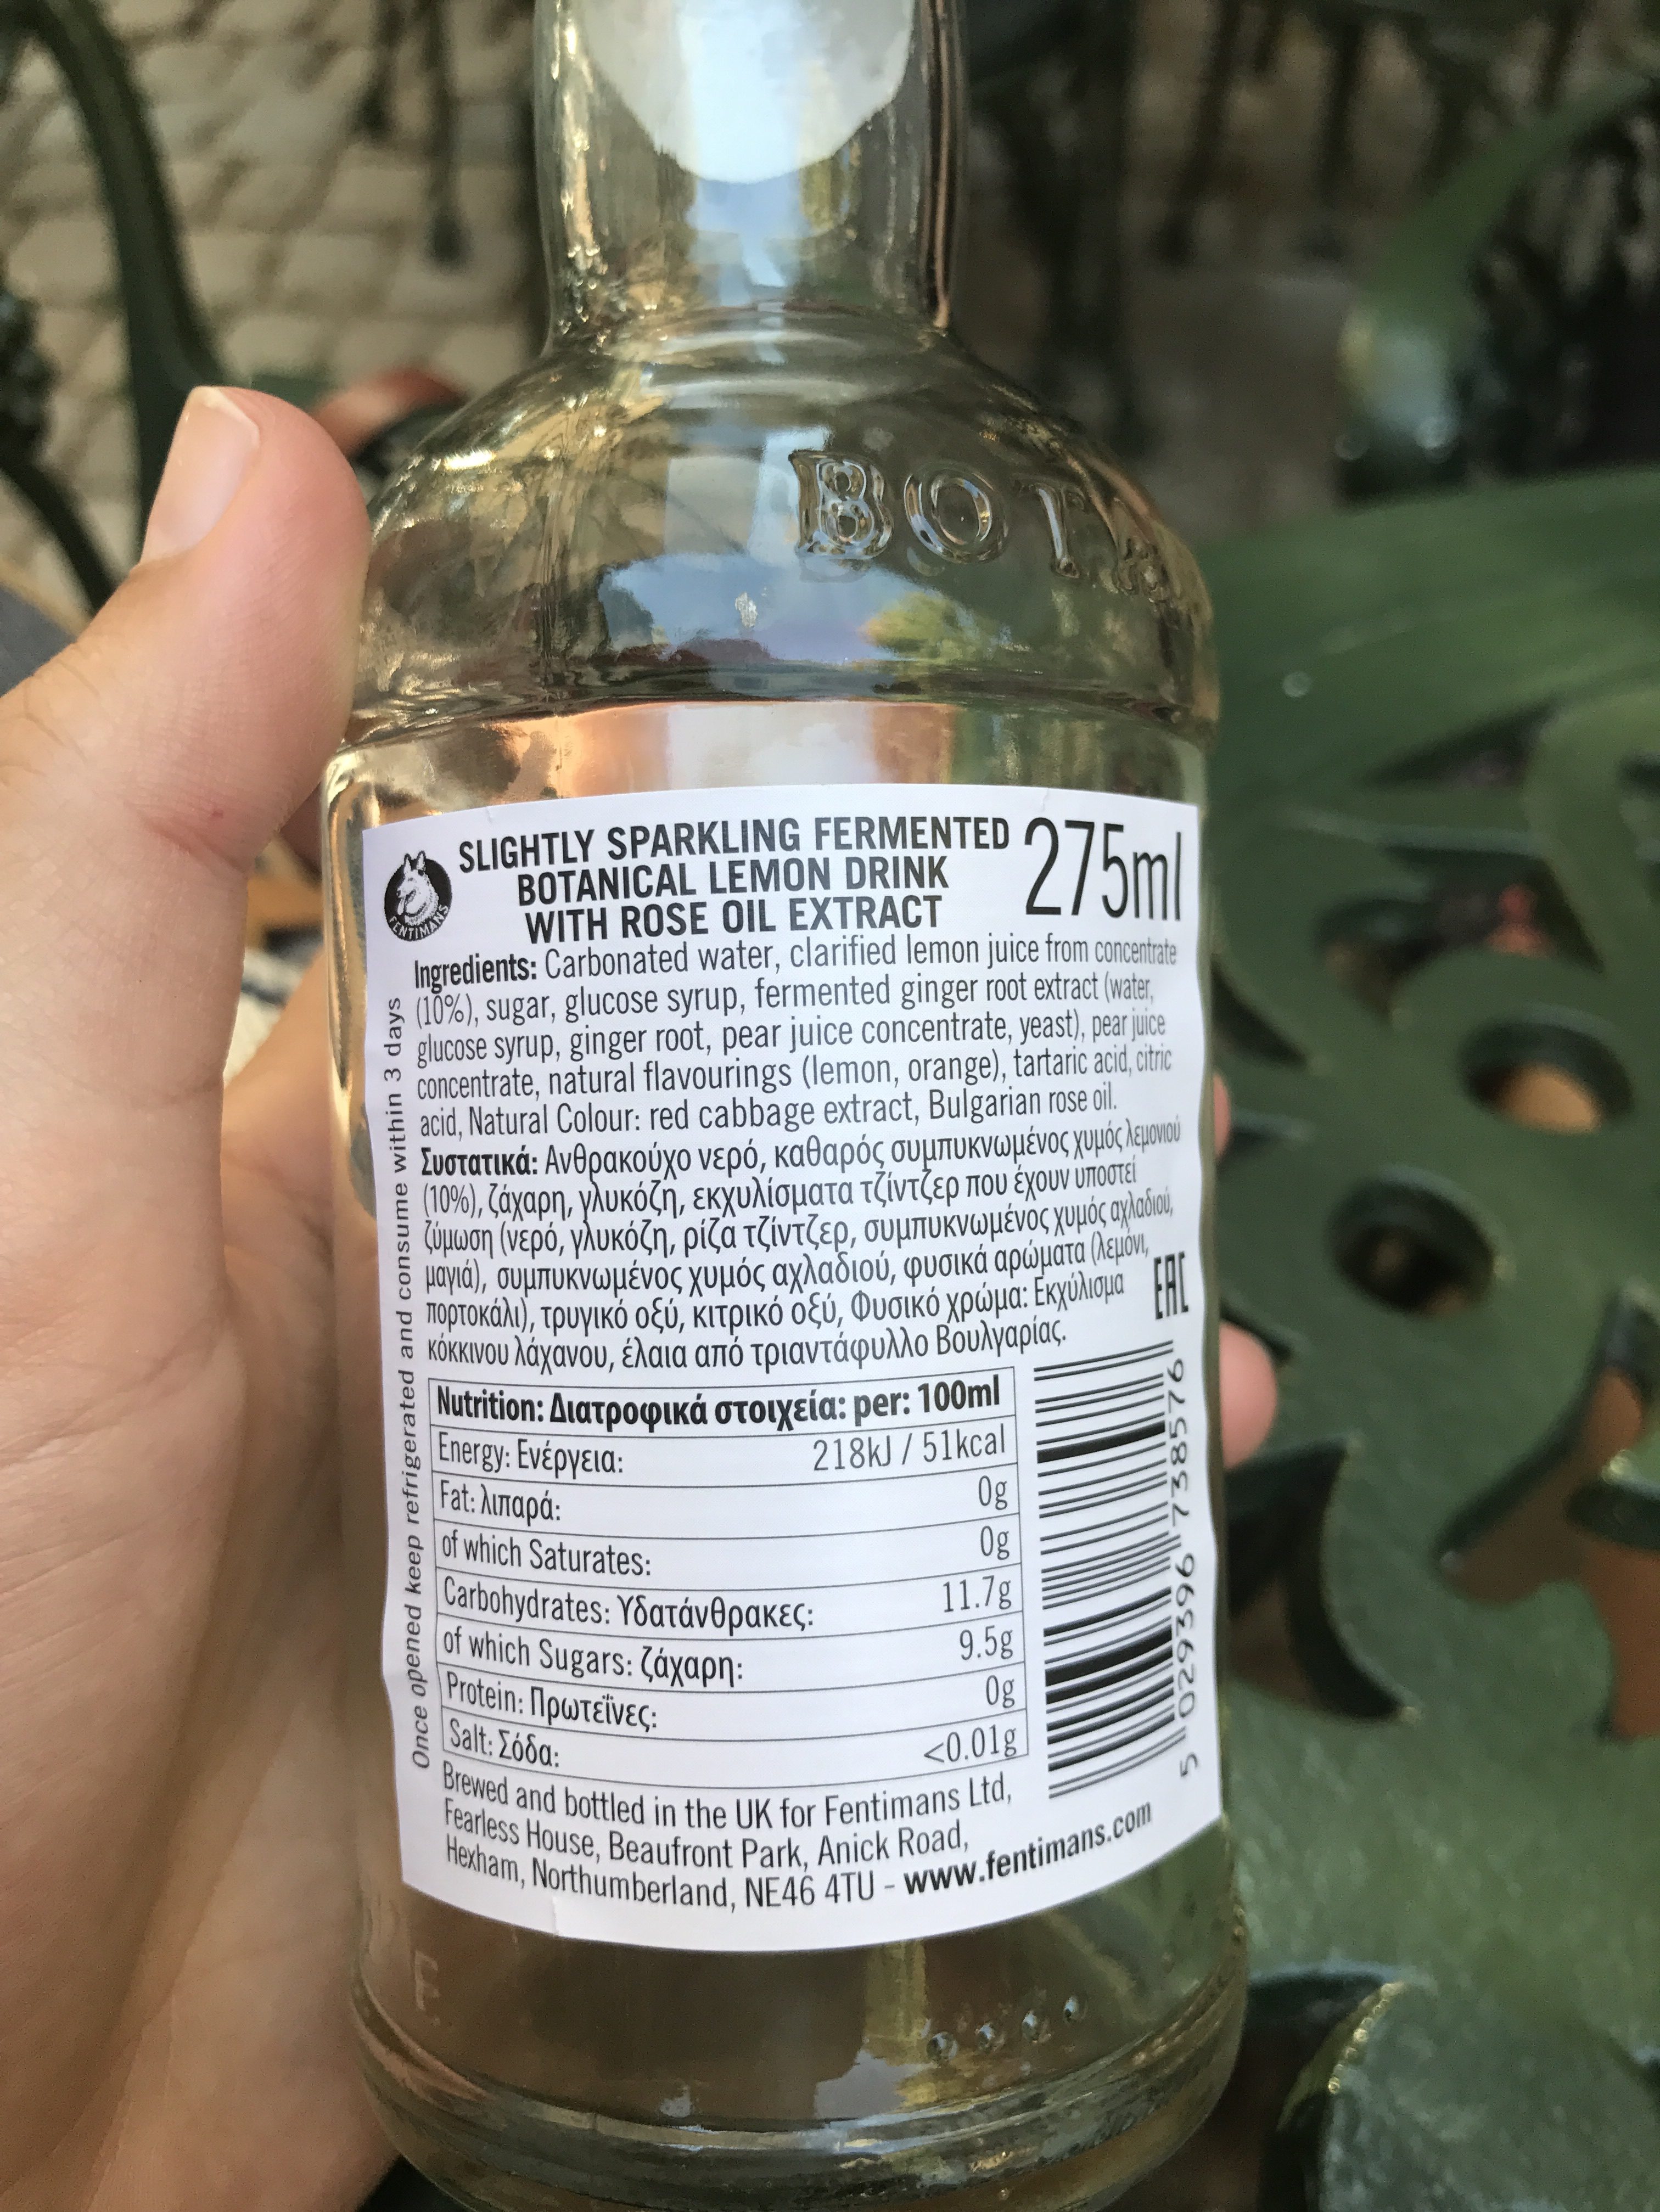 BOTA
FENTIMANS
SLIGHTLY SPARKLING FERMENTED
BOTANICAL LEMON DRINK
WITH ROSE OIL EXTRACT
275ml
Ingredients: Carbonated water, clarified lemon juice from concentrate
(10%), sugar, glucose syrup, fermented ginger root extract (water,
glucose syrup, ginger root, pear juice concentrate, yeast), pear juice
concentrate, natural flavourings (lemon, orange), tartaric acid, citric
acid, Natural Colour: red cabbage extract, Bulgarian rose oil.
Συστατικά: Ανθρακούχο νερό, καθαρός συμπυκνωμένος χυμός λεμονιού
(10%), ζάχαρη, γλυκόζη, εκχυλίσματα τζίντζερ που έχουν υποστεί
ζύμωση (νερό, γλυκόζη, ρίζα τζίντζερ, συμπυκνωμένος χυμός αχλαδιού,
μαγιά), συμπυκνωμένος χυμός αχλαδιού, φυσικά αρώματα (λεμόνι,
πορτοκάλι), τρυγικό οξύ, κιτρικό οξύ, Φυσικό χρώμα: Εκχύλισμα
κόκκινου λάχανου, έλαια από τριαντάφυλλο Βουλγαρίας.
EAC
Nutrition: Διατροφικά στοιχεία: per: 100ml
Energy: Ενέργεια: 218kJ / 51kcal
Fat: λιπαρά: 0g
of which Saturates: 0g
Carbohydrates: Υδατάνθρακες: 11.7g
of which Sugars: ζάχαρη: 9.5g
Protein: Πρωτεΐνες: 0g
Salt: Σόδα: <0.01g
Brewed and bottled in the UK for Fentimans Ltd,
Fearless House, Beaufront Park, Anick Road,
Hexham, Northumberland, NE46 4TU - www.fentimans.com
Once opened keep refrigerated and consume within 3 days
5 029396 738576
F